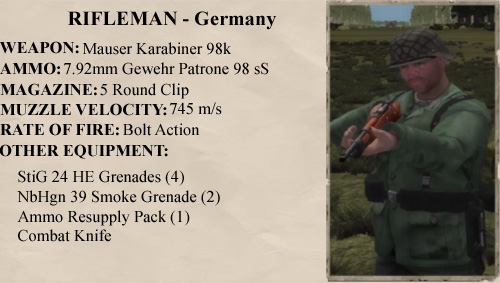 RIFLEMAN - Germany
WEAPON: Mauser Karabiner 98k
AMMO: 7.92mm Gewehr Patrone 98 sS
MAGAZINE: 5 Round Clip
MUZZLE VELOCITY: 745 m/s
RATE OF FIRE: Bolt Action
OTHER EQUIPMENT:
StiG 24 HE Grenades (4)
NbHgn 39 Smoke Grenade (2)
Ammo Resupply Pack (1)
Combat Knife